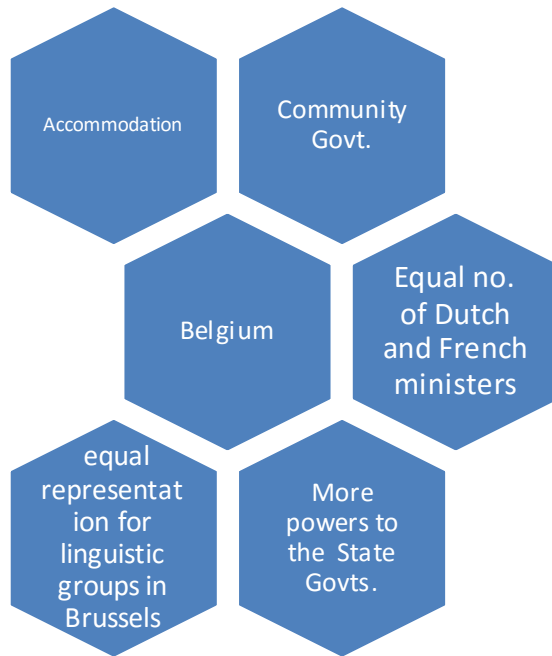 Accommodation
Community
Govt.
Belgium
Equal no.
of Dutch
and French
ministers
equal
representat
ion for
linguistic
groups in
Brussels
More
powers to
the State
Govts.